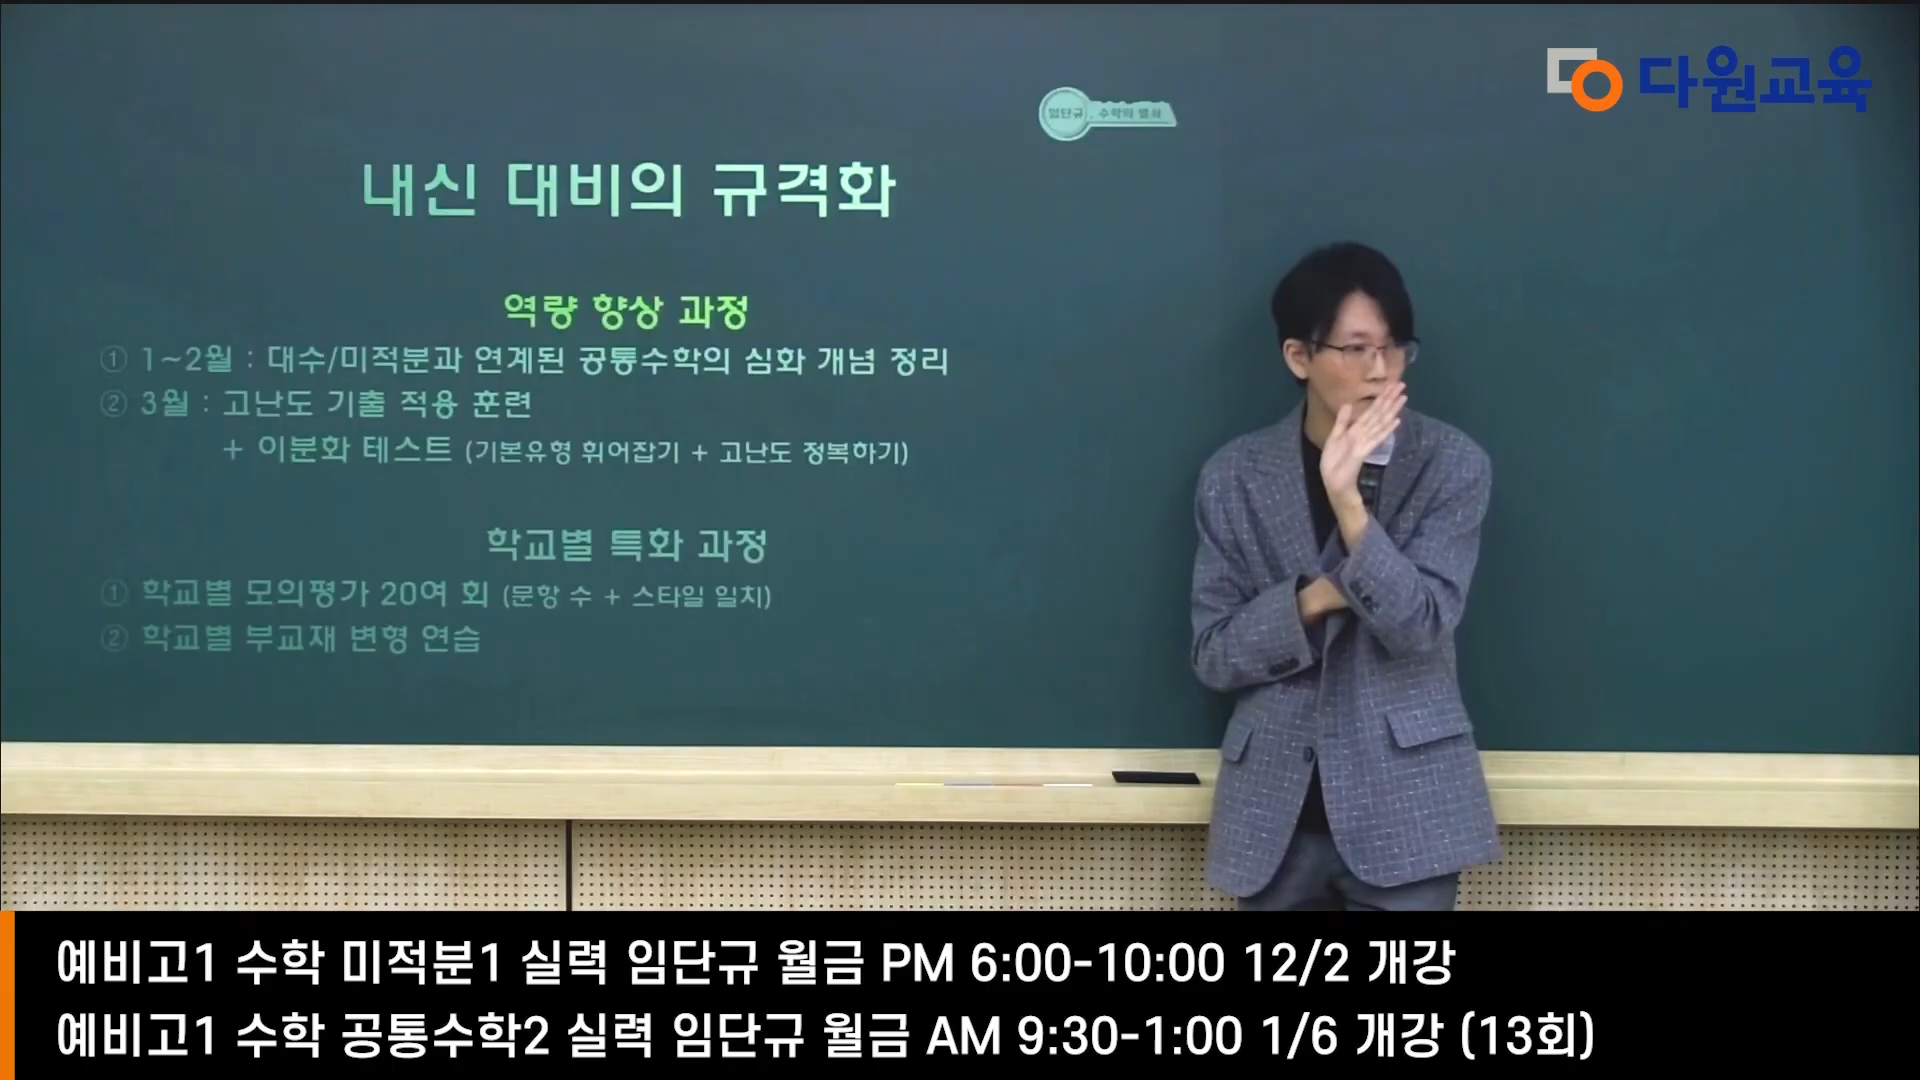 다원교육
임단규, 수학의 열쇠
내신 대비의 규격화
역량 향상 과정
① 1~2월 : 대수/미적분과 연계된 공통수학의 심화 개념 정리
② 3월 : 고난도 기출 적용 훈련
+ 이분화 테스트 (기본유형 휘어잡기 + 고난도 정복하기)
학교별 특화 과정
① 학교별 모의평가 20여 회 (문항 수 + 스타일 일치)
② 학교별 부교재 변형 연습
예비고1 수학 미적분1 실력 임단규 월금 PM 6:00-10:00 12/2 개강
예비고1 수학 공통수학2 실력 임단규 월금 AM 9:30-1:00 1/6 개강 (13회)